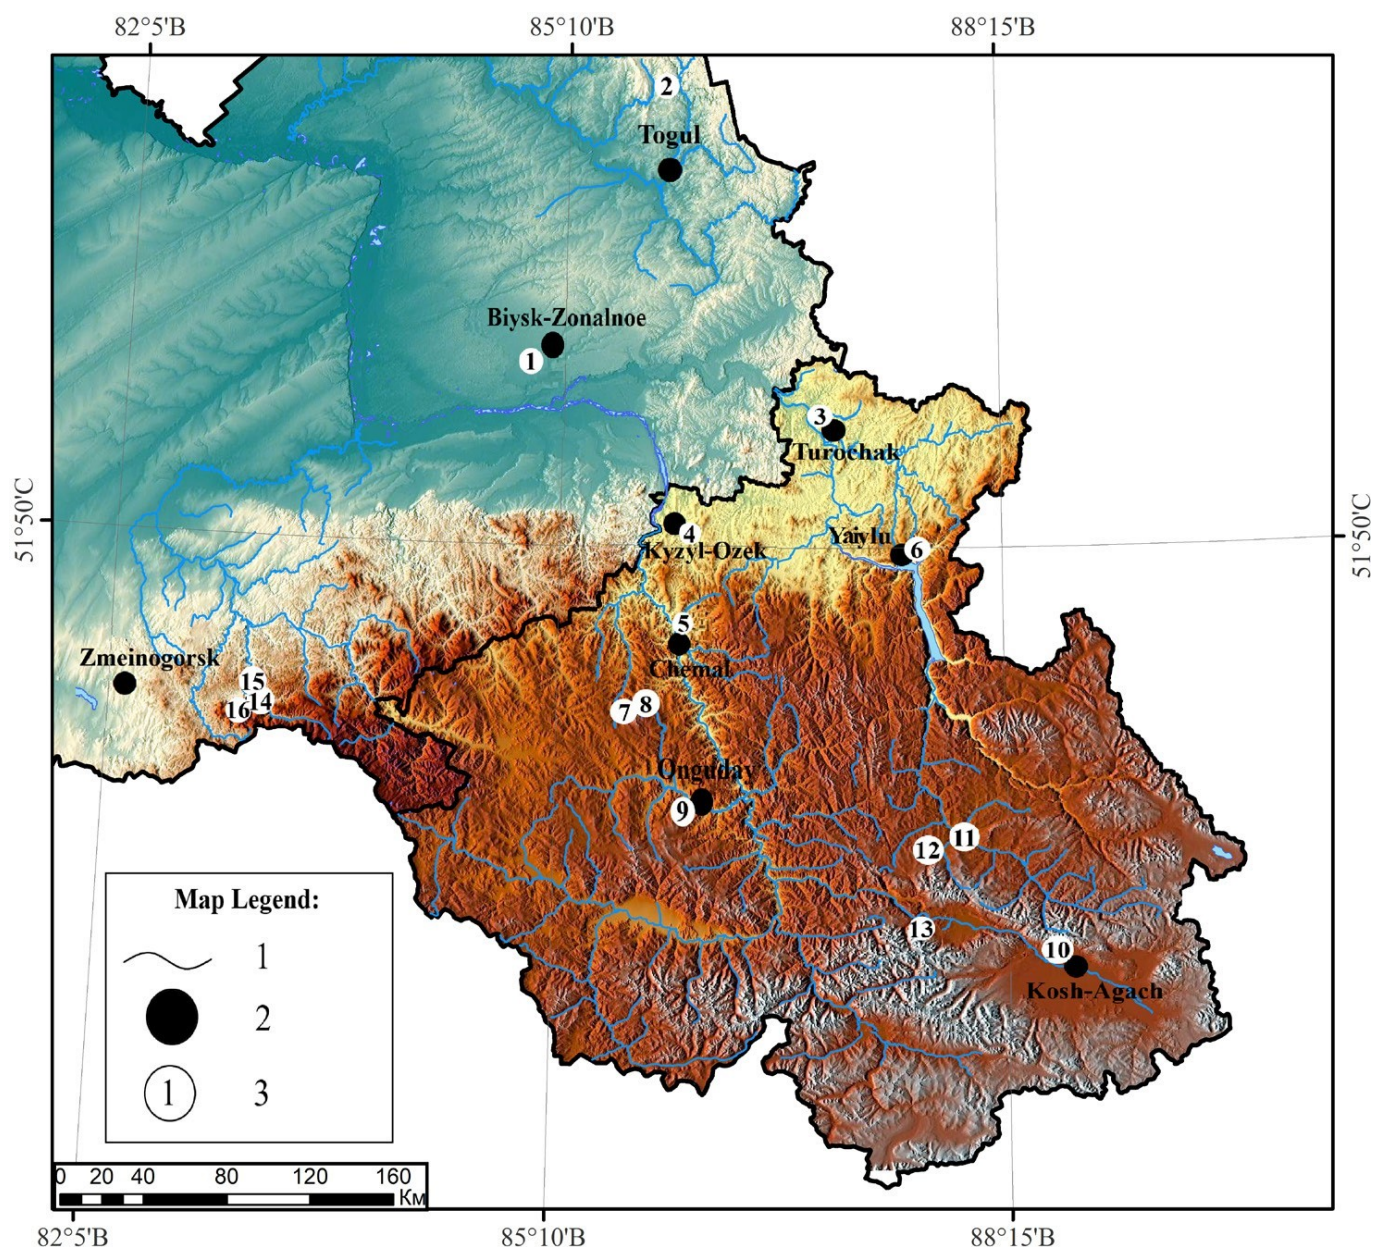 82°5'B 85°10'B 88°15'B
2
Togul
Biysk-Zonalnoe
1
3
Turochak
51°50'C
51°50'C
4
Kyzyl-Ozek
Yaiylu
6
5
Chemal
Zmeinogorsk
15
14
16
7
8
Onguday
9
11
12
13
10
Kosh-Agach
Map Legend:
1
2
1 3
0 20 40 80 120 160
Км
82°5'B 85°10'B 88°15'B